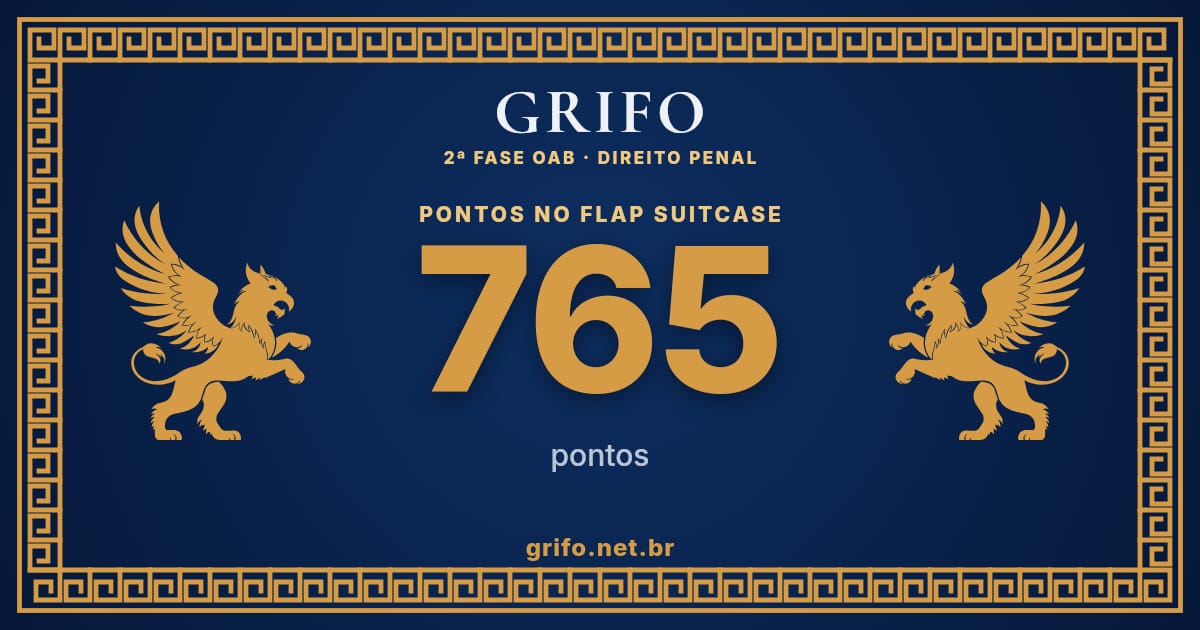 GRIFO
2ª FASE OAB · DIREITO PENAL
PONTOS NO FLAP SUITCASE
765
pontos
grifo.net.br